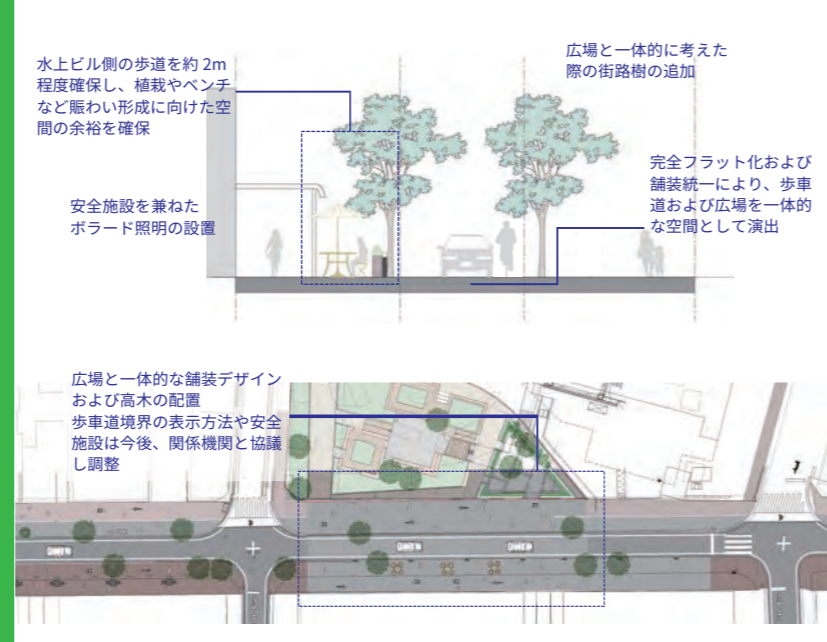 水上ビル側の歩道を約 2m
程度確保し、植栽やベンチ
など賑わい形成に向けた空
間の余裕を確保
広場と一体的に考えた
際の街路樹の追加
安全施設を兼ねた
ボラード照明の設置
完全フラット化および
舗装統一により、歩車
道および広場を一体的
な空間として演出
広場と一体的な舗装デザイン
および高木の配置
歩車道境界の表示方法や安全
施設は今後、関係機関と協議
し調整